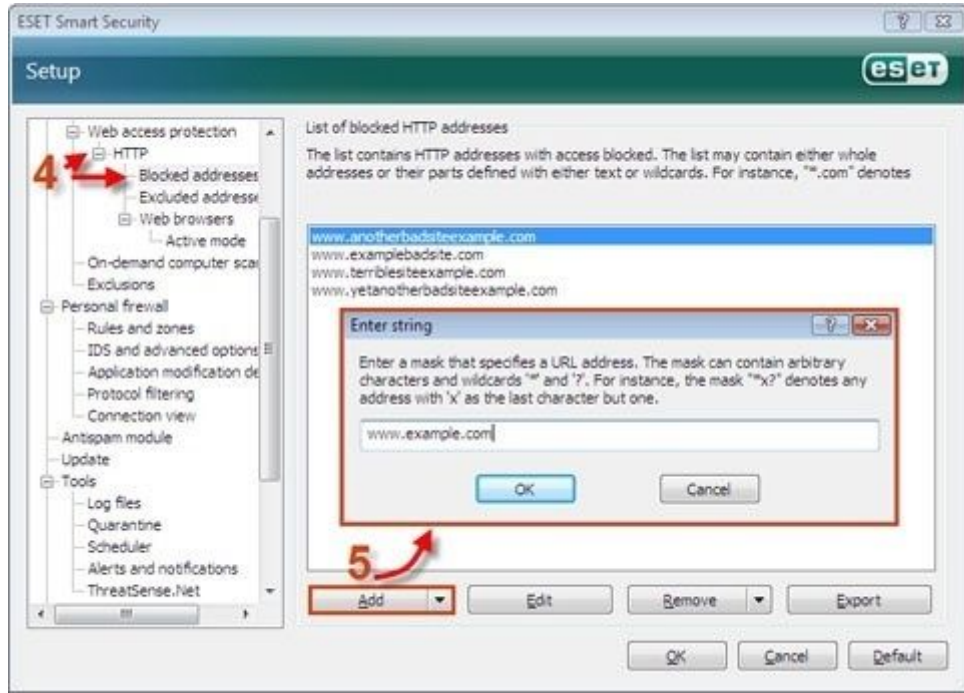 ESET Smart Security
Setup
eset
Web access protection
4
HTTP
Blocked addresses
Excluded addresse
Web browsers
Active mode
On-demand computer sca
Exclusions
Personal firewall
Rules and zones
IDS and advanced options
Application modification de
Protocol filtering
Connection view
Antispam module
Update
Tools
Log files
Quarantine
Scheduler
Alerts and notifications
ThreatSense.Net
List of blocked HTTP addresses
The list contains HTTP addresses with access blocked. The list may contain either whole
addresses or their parts defined with either text or wildcards. For instance, "*.com" denotes
www.anotherbadsiteexample.com
www.examplebadsite.com
www.terriblesiteexample.com
www.yetanotherbadsiteexample.com
Enter string
Enter a mask that specifies a URL address. The mask can contain arbitrary
characters and wildcards '*' and '?'. For instance, the mask "*x?" denotes any
address with 'x' as the last character but one.
www.example.com
OK Cancel
5
Add Edit Remove Export
OK Cancel Default